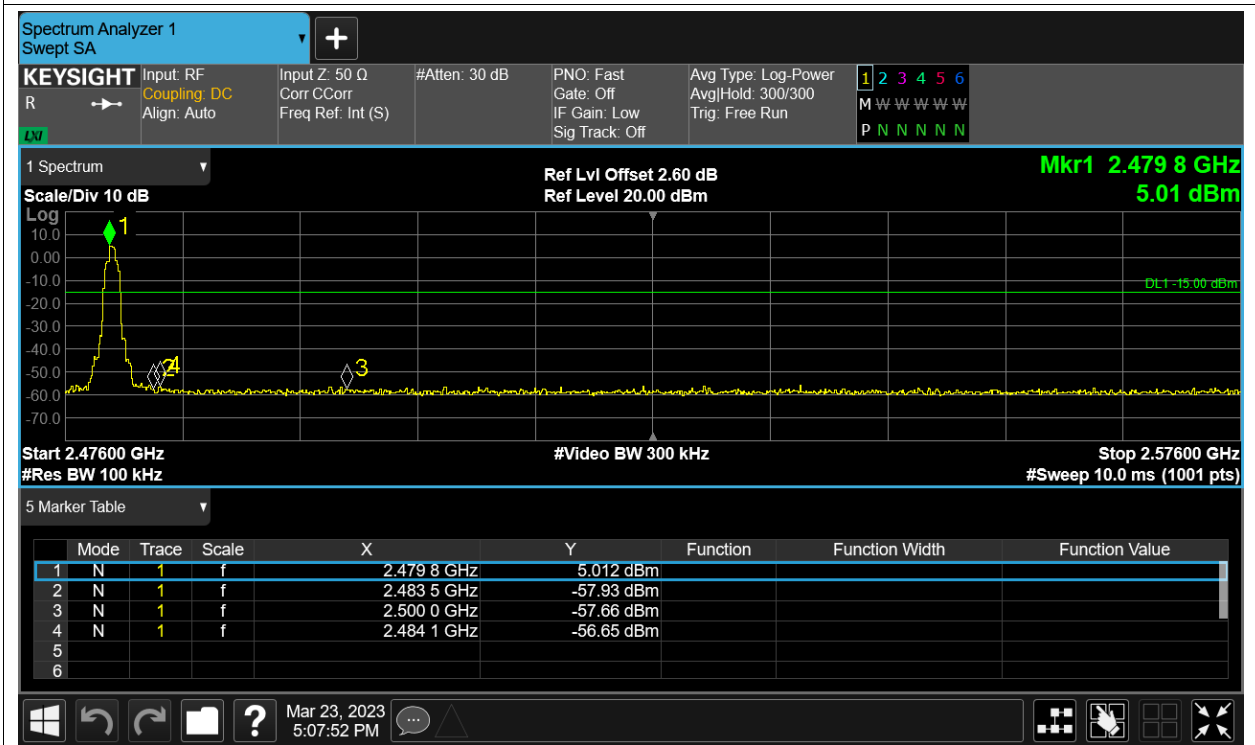 Spectrum Analyzer 1
Swept SA
KEYSIGHT Input: RF Input Z: 50 Ω #Atten: 30 dB PNO: Fast Avg Type: Log-Power 1 2 3 4 5 6
R Coupling: DC Corr CCorr Gate: Off Avg|Hold: 300/300 M W W W W W W
Align: Auto Freq Ref: Int (S) IF Gain: Low Trig: Free Run
LXI Sig Track: Off P N N N N N N
1 Spectrum Ref Lvl Offset 2.60 dB Mkr1 2.479 8 GHz
Scale/Div 10 dB Ref Level 20.00 dBm 5.01 dBm
Log
1
10.0
0.00
-10.0
DL1 -15.00 dBm
-20.0
-30.0
-40.0
2 4 3
-50.0
-60.0
-70.0
Start 2.47600 GHz #Video BW 300 kHz Stop 2.57600 GHz
#Res BW 100 kHz #Sweep 10.0 ms (1001 pts)
5 Marker Table
Mode Trace Scale X Y Function Function Width Function Value
1 N 1 f 2.479 8 GHz 5.012 dBm
2 N 1 f 2.483 5 GHz -57.93 dBm
3 N 1 f 2.500 0 GHz -57.66 dBm
4 N 1 f 2.484 1 GHz -56.65 dBm
5
6
? Mar 23, 2023
5:07:52 PM